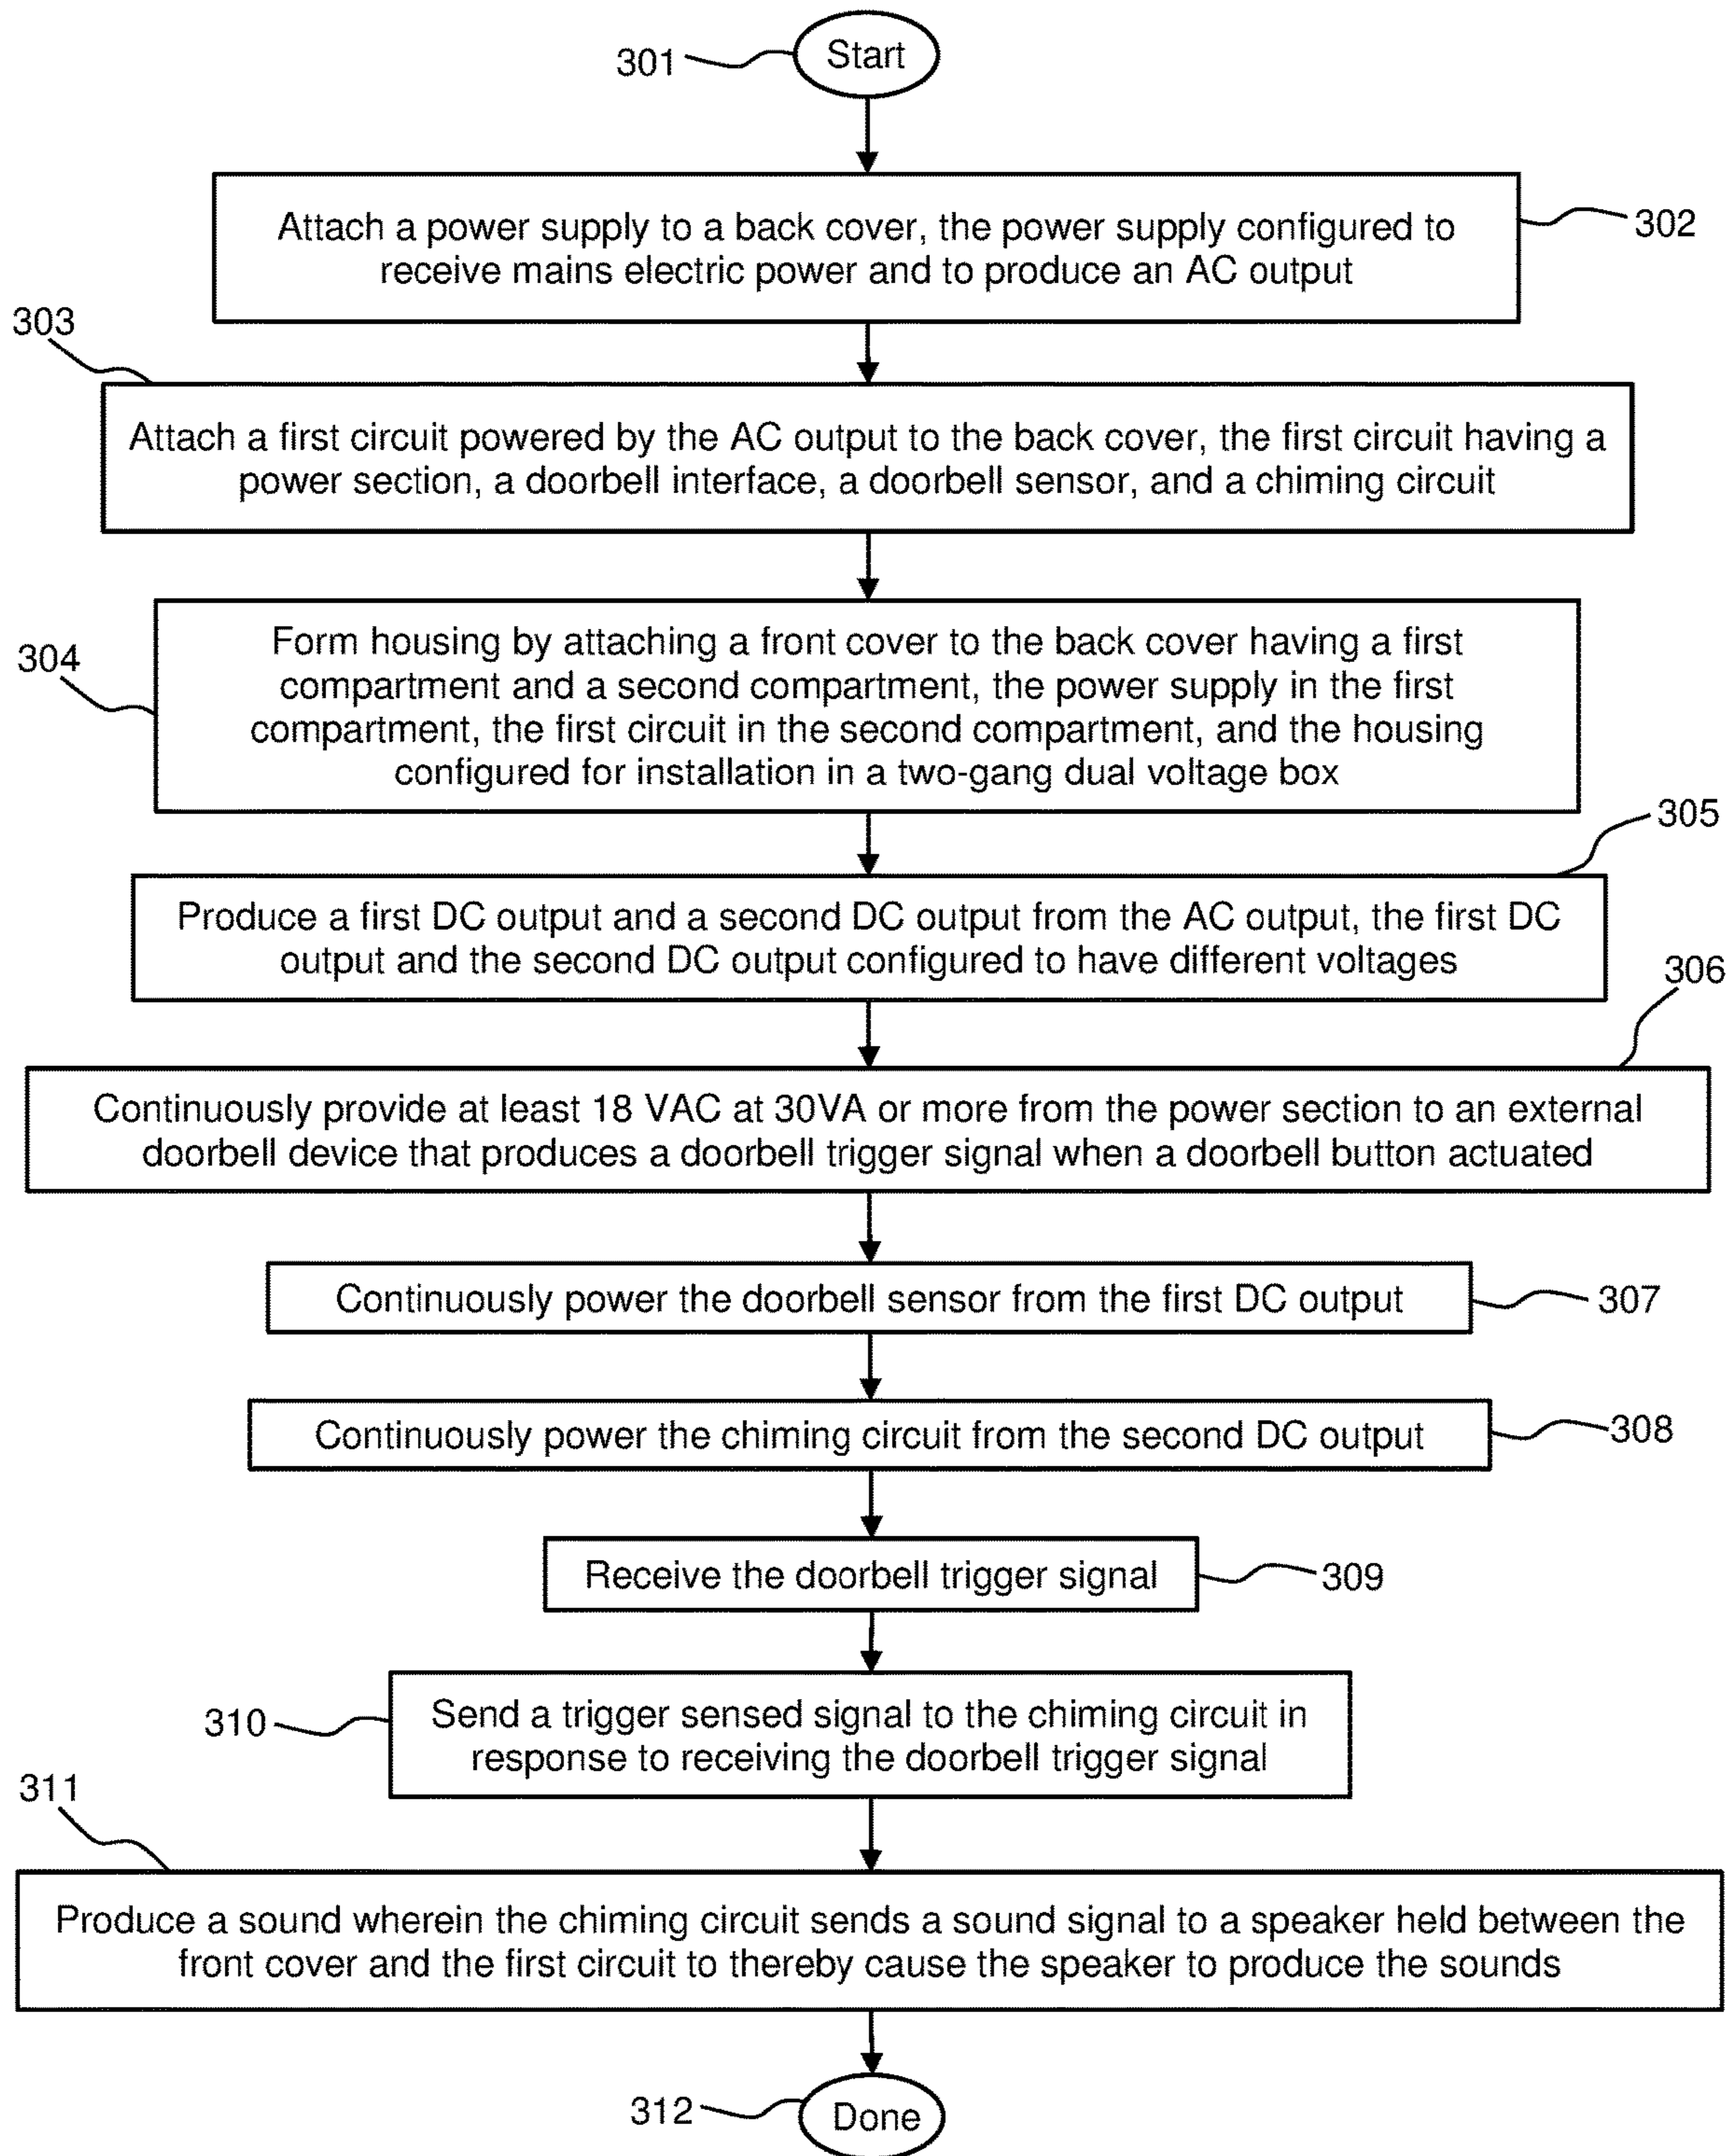 301
Start
Attach a power supply to a back cover, the power supply configured to
receive mains electric power and to produce an AC output
302
303
Attach a first circuit powered by the AC output to the back cover, the first circuit having a
power section, a doorbell interface, a doorbell sensor, and a chiming circuit
304
Form housing by attaching a front cover to the back cover having a first
compartment and a second compartment, the power supply in the first
compartment, the first circuit in the second compartment, and the housing
configured for installation in a two-gang dual voltage box
305
Produce a first DC output and a second DC output from the AC output, the first DC
output and the second DC output configured to have different voltages
306
Continuously provide at least 18 VAC at 30VA or more from the power section to an external
doorbell device that produces a doorbell trigger signal when a doorbell button actuated
Continuously power the doorbell sensor from the first DC output
307
Continuously power the chiming circuit from the second DC output
308
Receive the doorbell trigger signal
309
310
Send a trigger sensed signal to the chiming circuit in
response to receiving the doorbell trigger signal
311
Produce a sound wherein the chiming circuit sends a sound signal to a speaker held between the
front cover and the first circuit to thereby cause the speaker to produce the sounds
312
Done